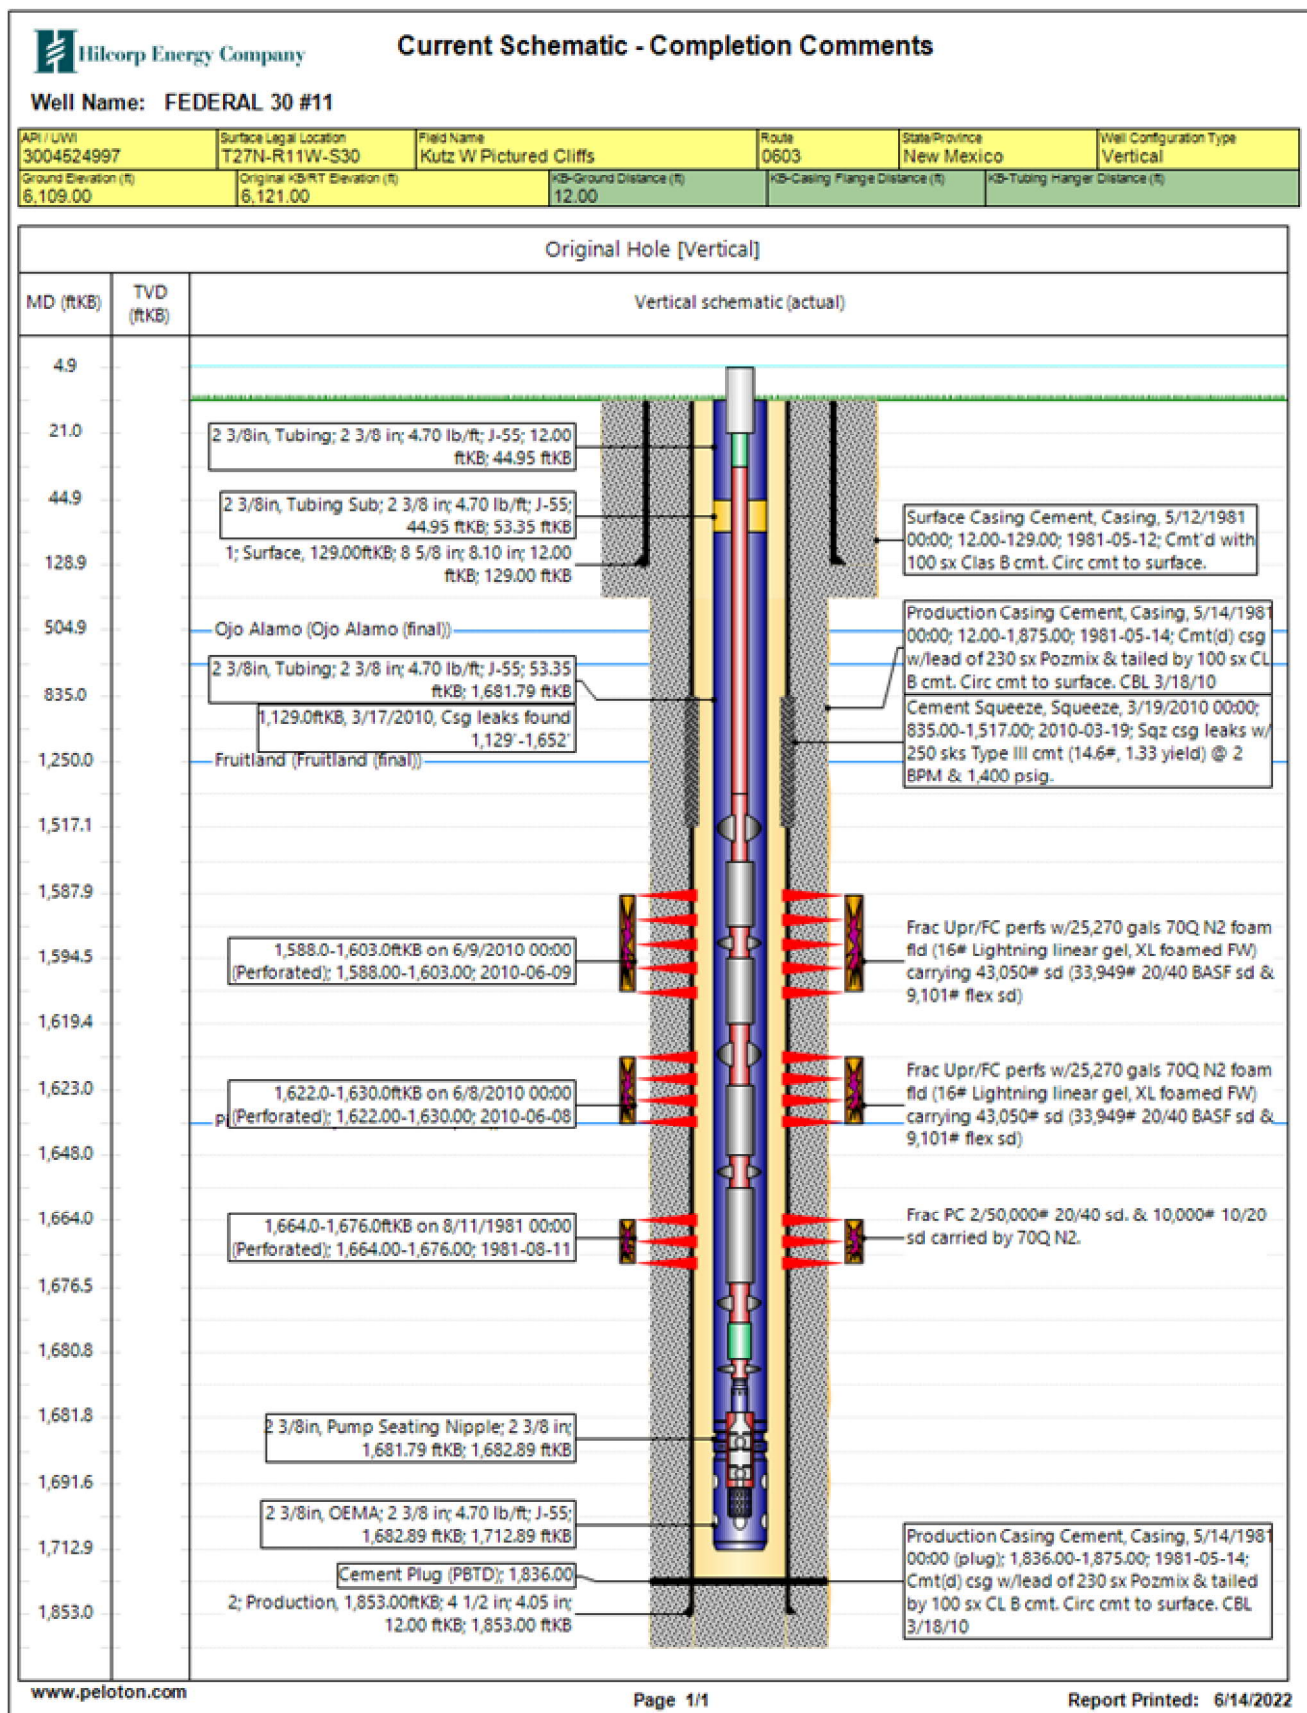 Hilcorp Energy Company
Current Schematic - Completion Comments
Well Name: FEDERAL 30 #11
API / UWI
3004524997
Surface Legal Location
T27N-R11W-S30
Field Name
Kutz W Pictured Cliffs
Route
0603
State/Province
New Mexico
Well Configuration Type
Vertical
Ground Elevation (ft)
6,109.00
Original KB/RT Elevation (ft)
6,121.00
KB-Ground Distance (ft)
12.00
KB-Casing Flange Distance (ft)
KB-Tubing Hanger Distance (ft)
Original Hole [Vertical]
MD (ftKB)
TVD
(ftKB)
Vertical schematic (actual)
4.9
21.0
44.9
128.9
504.9
835.0
1,250.0
1,517.1
1,587.9
1,594.5
1,619.4
1,623.0
1,648.0
1,664.0
1,676.5
1,680.8
1,681.8
1,691.6
1,712.9
1,853.0
2 3/8in, Tubing; 2 3/8 in; 4.70 lb/ft; J-55; 12.00
ftKB; 44.95 ftKB
2 3/8in, Tubing Sub; 2 3/8 in; 4.70 lb/ft; J-55;
44.95 ftKB; 53.35 ftKB
1; Surface, 129.00ftKB; 8 5/8 in; 8.10 in; 12.00
ftKB; 129.00 ftKB
Ojo Alamo (Ojo Alamo (final))
2 3/8in, Tubing; 2 3/8 in; 4.70 lb/ft; J-55; 53.35
ftKB; 1,681.79 ftKB
1,129.0ftKB, 3/17/2010, Csg leaks found
1,129'-1,652'
Fruitland (Fruitland (final))
1,588.0-1,603.0ftKB on 6/9/2010 00:00
(Perforated); 1,588.00-1,603.00; 2010-06-09
1,622.0-1,630.0ftKB on 6/8/2010 00:00
(Perforated); 1,622.00-1,630.00; 2010-06-08
1,664.0-1,676.0ftKB on 8/11/1981 00:00
(Perforated); 1,664.00-1,676.00; 1981-08-11
2 3/8in, Pump Seating Nipple; 2 3/8 in;
1,681.79 ftKB; 1,682.89 ftKB
2 3/8in, OEMA; 2 3/8 in; 4.70 lb/ft; J-55;
1,682.89 ftKB; 1,712.89 ftKB
Cement Plug (PBTD); 1,836.00
2; Production, 1,853.00ftKB; 4 1/2 in; 4.05 in;
12.00 ftKB; 1,853.00 ftKB
Surface Casing Cement, Casing, 5/12/1981
00:00; 12.00-129.00; 1981-05-12; Cmt'd with
100 sx Clas B cmt. Circ cmt to surface.
Production Casing Cement, Casing, 5/14/1981
00:00; 12.00-1,875.00; 1981-05-14; Cmt(d) csg
w/lead of 230 sx Pozmix & tailed by 100 sx CL
B cmt. Circ cmt to surface. CBL 3/18/10
Cement Squeeze, Squeeze, 3/19/2010 00:00;
835.00-1,517.00; 2010-03-19; Sqz csg leaks w/
250 sks Type III cmt (14.6#, 1.33 yield) @ 2
BPM & 1,400 psig.
Frac Upr/FC perfs w/25,270 gals 70Q N2 foam
fld (16# Lightning linear gel, XL foamed FW)
carrying 43,050# sd (33,949# 20/40 BASF sd &
9,101# flex sd)
Frac Upr/FC perfs w/25,270 gals 70Q N2 foam
fld (16# Lightning linear gel, XL foamed FW)
carrying 43,050# sd (33,949# 20/40 BASF sd &
9,101# flex sd)
Frac PC 2/50,000# 20/40 sd. & 10,000# 10/20
sd carried by 70Q N2.
Production Casing Cement, Casing, 5/14/1981
00:00 (plug); 1,836.00-1,875.00; 1981-05-14;
Cmt(d) csg w/lead of 230 sx Pozmix & tailed
by 100 sx CL B cmt. Circ cmt to surface. CBL
3/18/10
www.peloton.com
Page 1/1
Report Printed: 6/14/2022